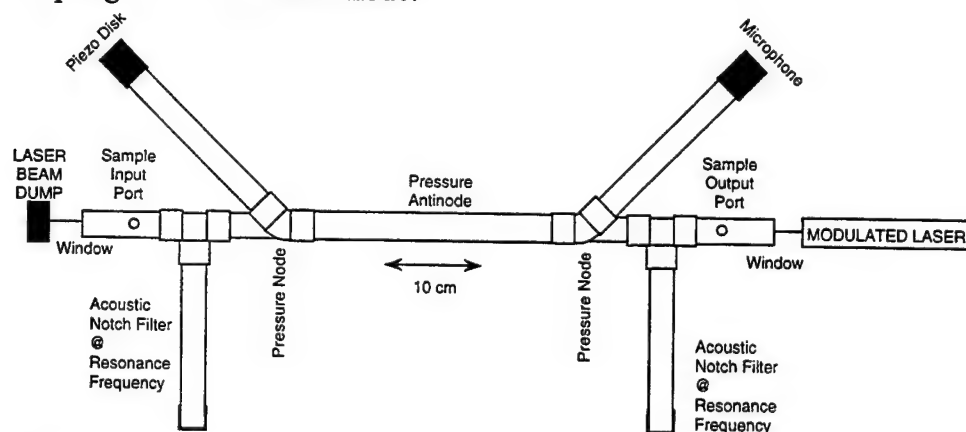 Piezo Disk
Microphone
LASER
BEAM
DUMP
Sample
Input
Port
Pressure
Antinode
Sample
Output
Port
Window
MODULATED LASER
Window
10 cm
Pressure Node
Pressure Node
Acoustic
Notch Filter
@
Resonance
Frequency
Acoustic
Notch Filter
@
Resonance
Frequency